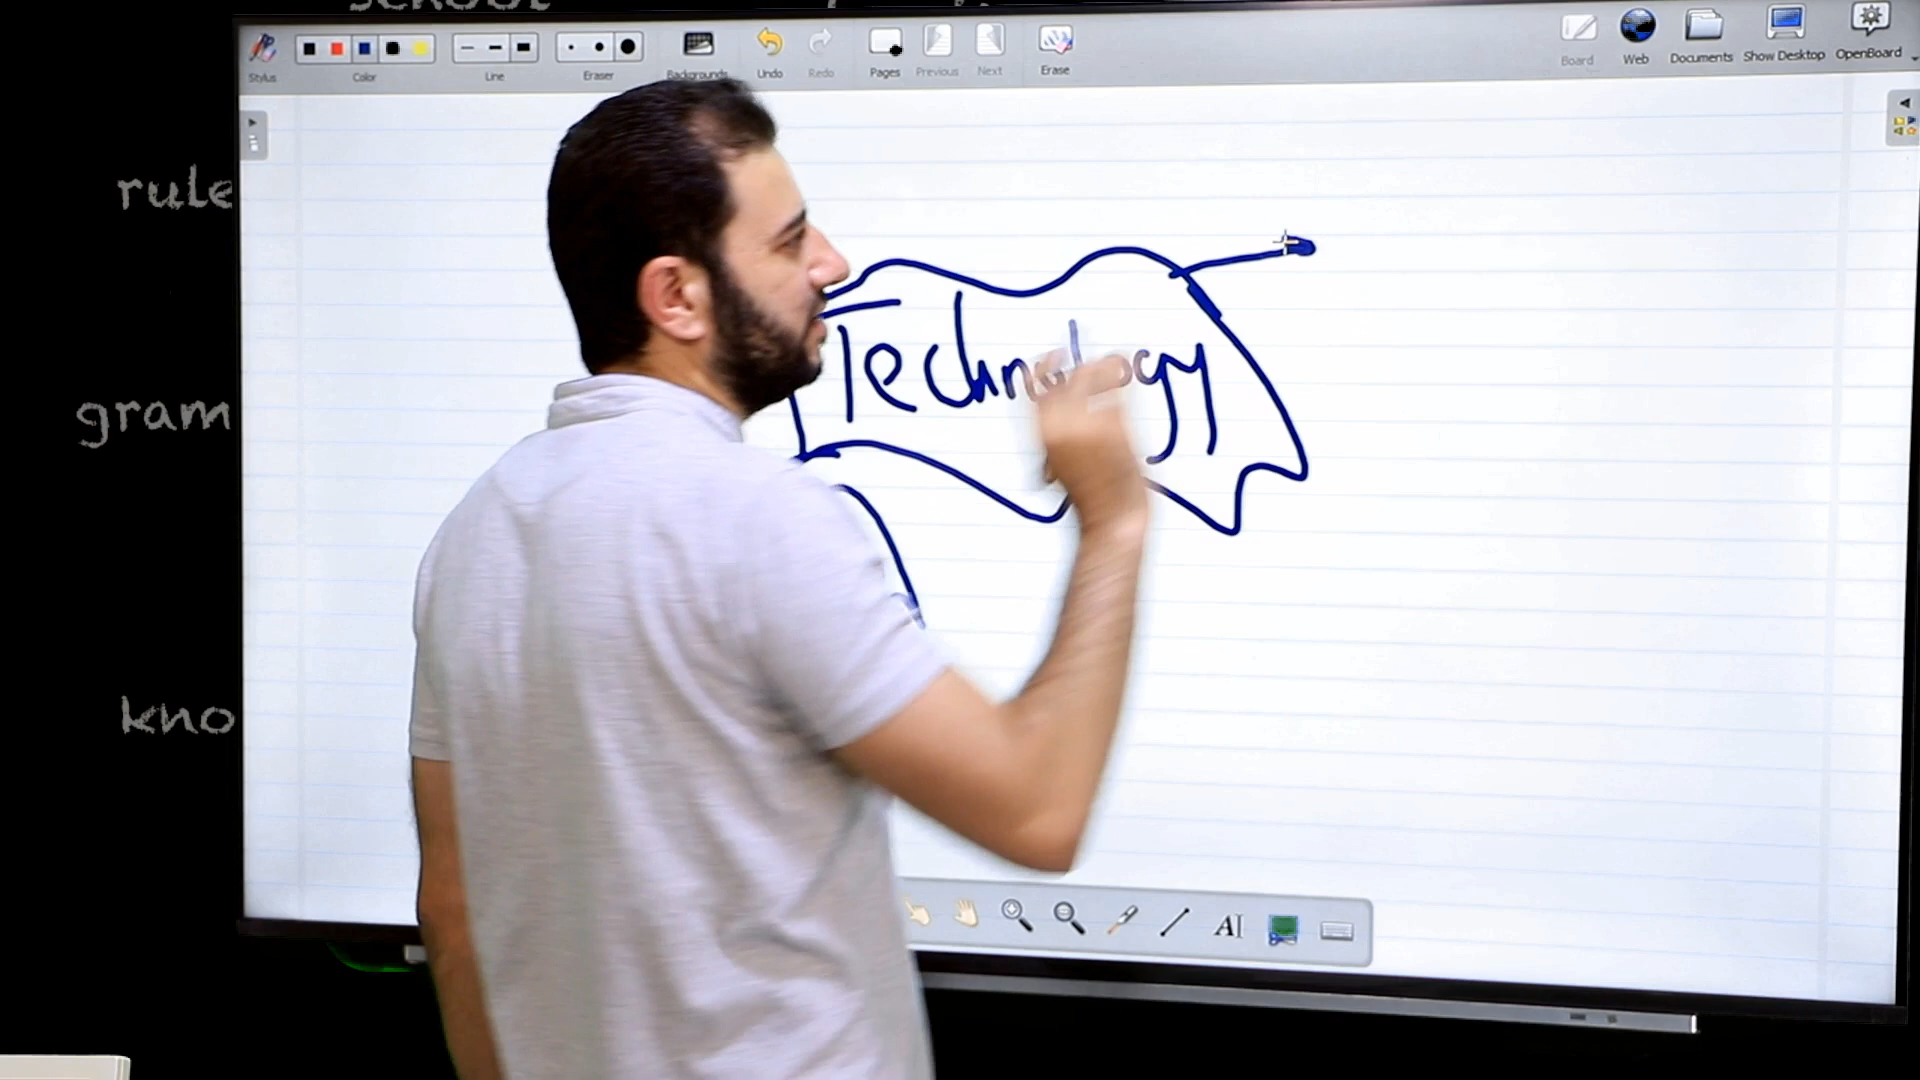 Stylus Color Line Eraser Backgrounds Undo Redo Pages Previous Next Erase Board Web Documents Show Desktop OpenBoard
rule
Technology
gram
kno
AI